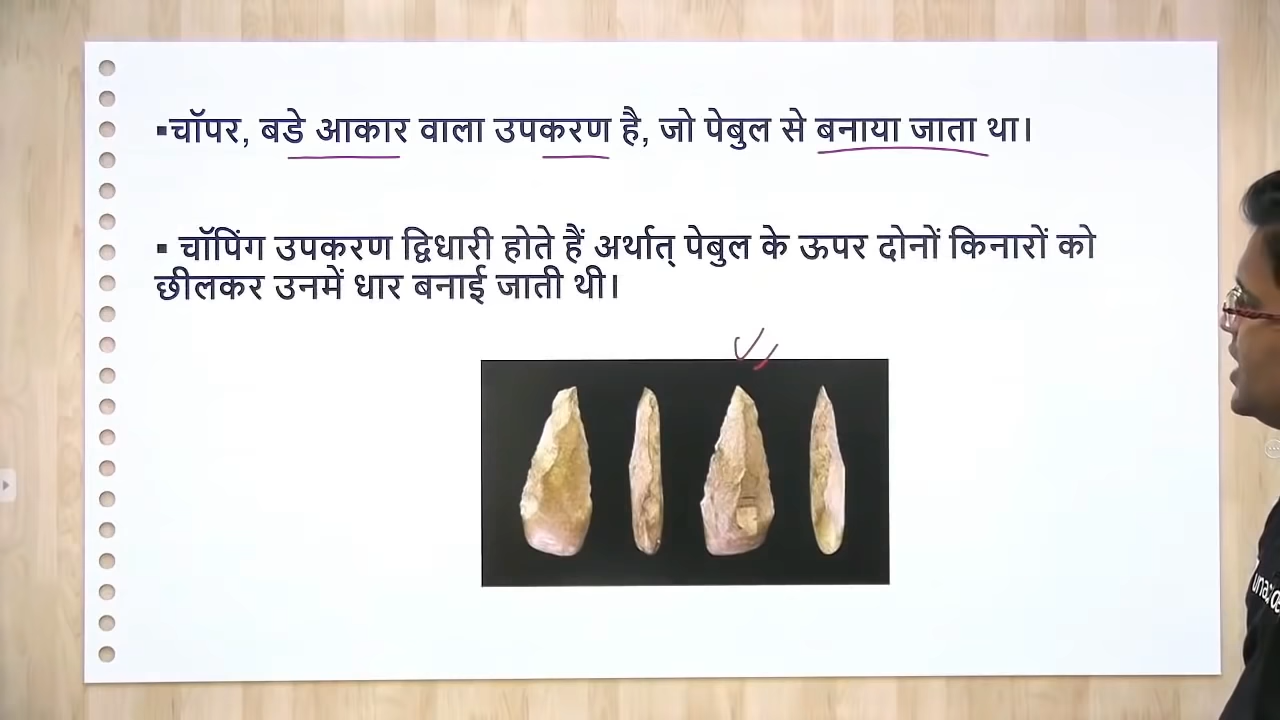 ▪चॉपर, बडे आकार वाला उपकरण है, जो पेबुल से बनाया जाता था।
▪ चॉपिंग उपकरण द्विधारी होते हैं अर्थात् पेबुल के ऊपर दोनों किनारों को
छीलकर उनमें धार बनाई जाती थी।